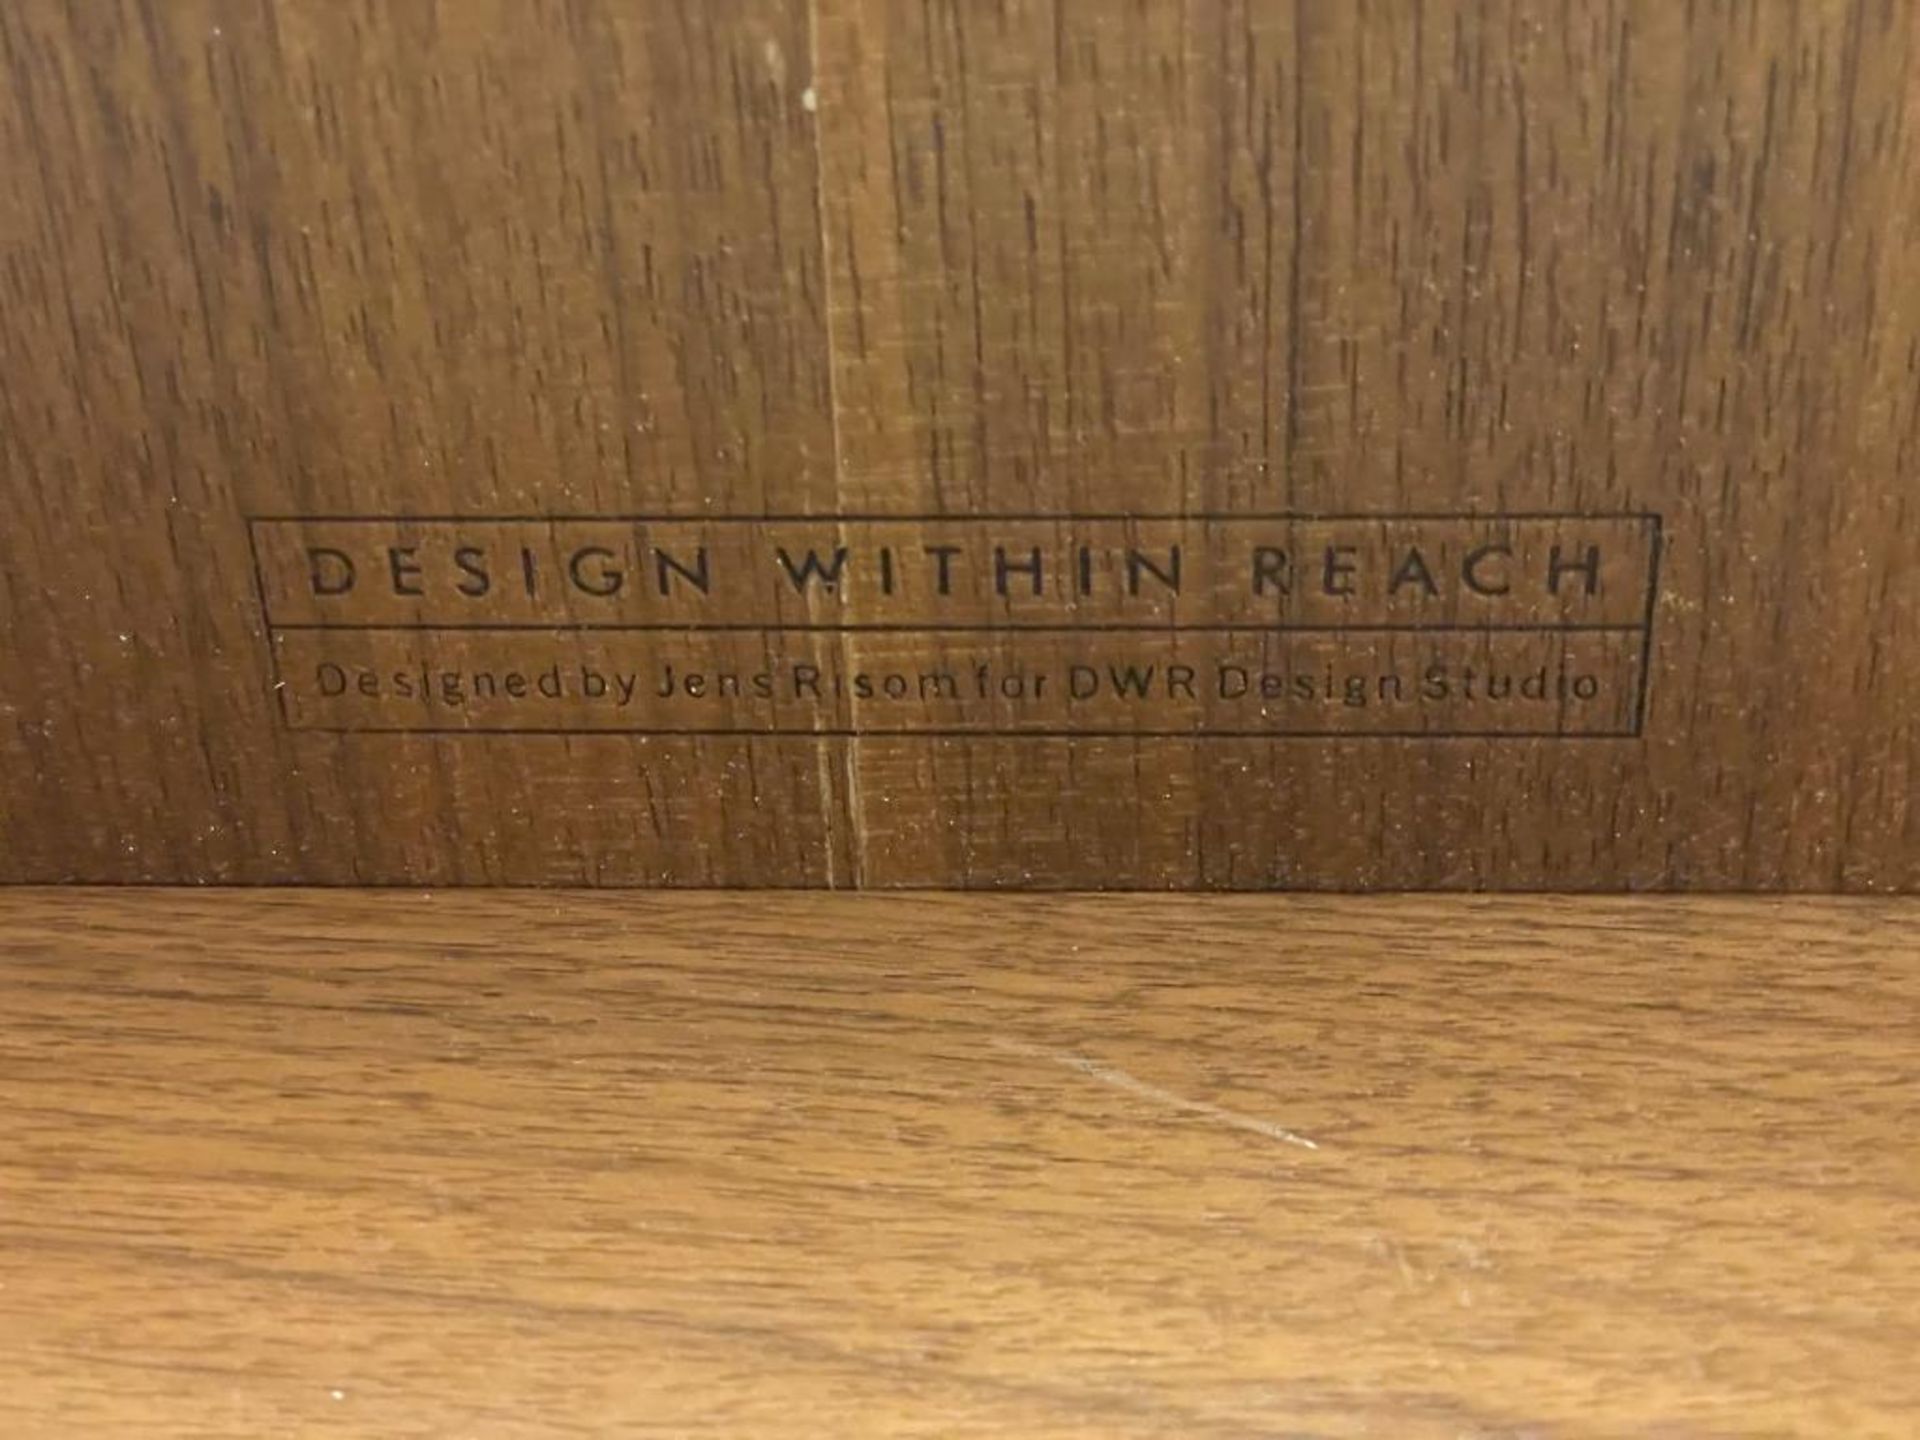 DESIGN WITHIN REACH
Designed by Jens Risom for DWR Design Studio